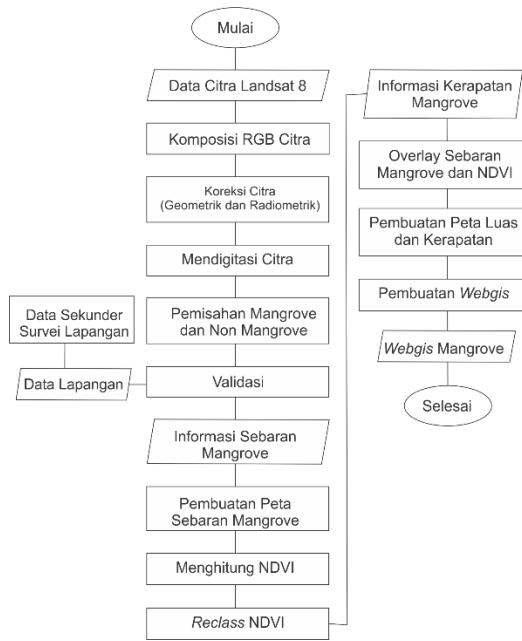 Mulai
Data Citra Landsat 8
Komposisi RGB Citra
Koreksi Citra
(Geometrik dan Radiometrik)
Mendigitasi Citra
Pemisahan Mangrove
dan Non Mangrove
Data Sekunder
Survei Lapangan
Data Lapangan
Validasi
Informasi Sebaran
Mangrove
Pembuatan Peta
Sebaran Mangrove
Menghitung NDVI
Reclass NDVI
Informasi Kerapatan
Mangrove
Overlay Sebaran
Mangrove dan NDVI
Pembuatan Peta Luas
dan Kerapatan
Pembuatan Webgis
Webgis Mangrove
Selesai